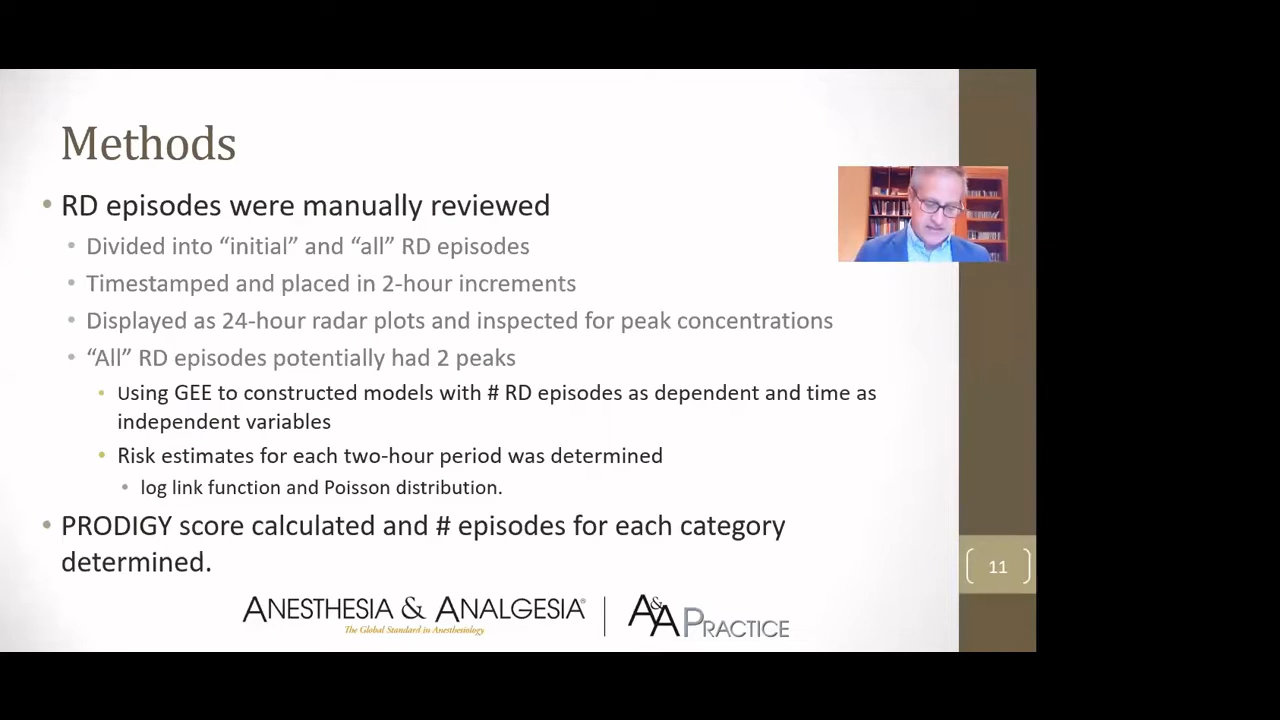 Methods
• RD episodes were manually reviewed
• Divided into “initial” and “all” RD episodes
• Timestamped and placed in 2-hour increments
• Displayed as 24-hour radar plots and inspected for peak concentrations
• “All” RD episodes potentially had 2 peaks
• Using GEE to constructed models with # RD episodes as dependent and time as
independent variables
• Risk estimates for each two-hour period was determined
• log link function and Poisson distribution.
• PRODIGY score calculated and # episodes for each category
determined.
11
ANESTHESIA & ANALGESIA®
The Global Standard in Anesthesiology
A&A PRACTICE